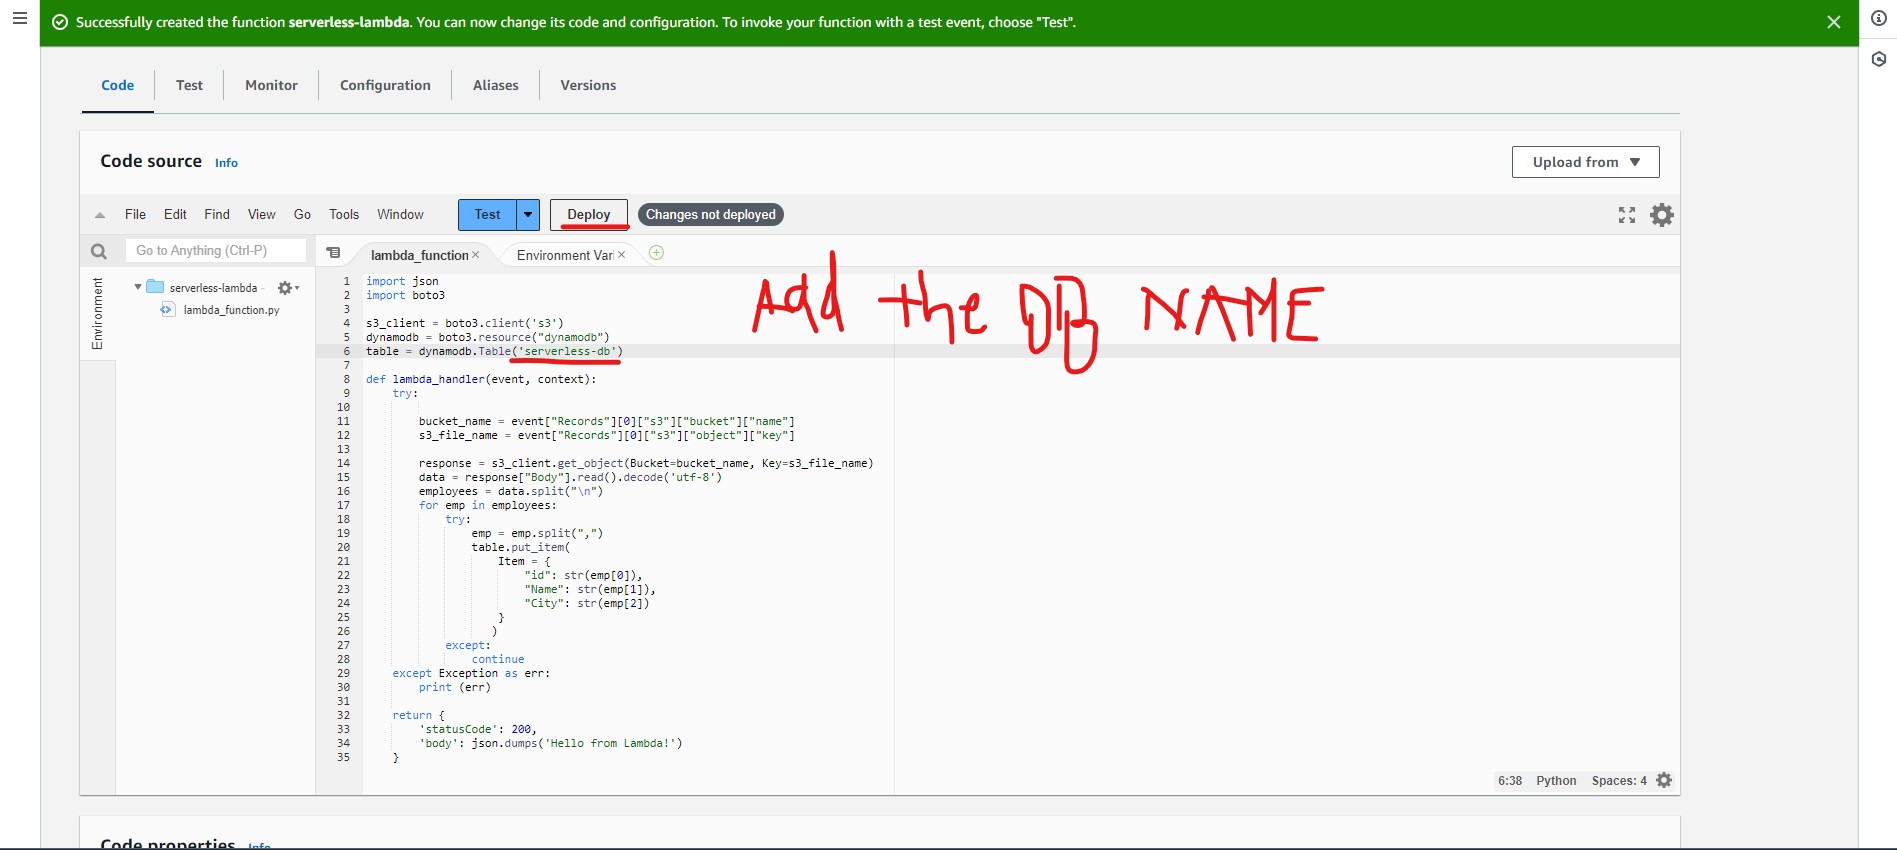 Successfully created the function serverless-lambda. You can now change its code and configuration. To invoke your function with a test event, choose "Test".
Code Test Monitor Configuration Aliases Versions
Code source Info
Upload from
File Edit Find View Go Tools Window Test Deploy Changes not deployed
Go to Anything (Ctrl-P)
lambda_function Environment Vari
Environment
serverless-lambda
lambda_function.py
Add the DB NAME
1 import json
2 import boto3
3
4 s3_client = boto3.client('s3')
5 dynamodb = boto3.resource("dynamodb")
6 table = dynamodb.Table('serverless-db')
7
8 def lambda_handler(event, context):
9     try:
10
11         bucket_name = event["Records"][0]["s3"]["bucket"]["name"]
12         s3_file_name = event["Records"][0]["s3"]["object"]["key"]
13
14         response = s3_client.get_object(Bucket=bucket_name, Key=s3_file_name)
15         data = response["Body"].read().decode('utf-8')
16         employees = data.split("\n")
17         for emp in employees:
18             try:
19                 emp = emp.split(",")
20                 table.put_item(
21                     Item = {
22                         "id": str(emp[0]),
23                         "Name": str(emp[1]),
24                         "City": str(emp[2])
25                     }
26                    )
27             except:
28                 continue
29     except Exception as err:
30         print (err)
31
32     return {
33         'statusCode': 200,
34         'body': json.dumps('Hello from Lambda!')
35     }
6:38 Python Spaces: 4
Code properties Info